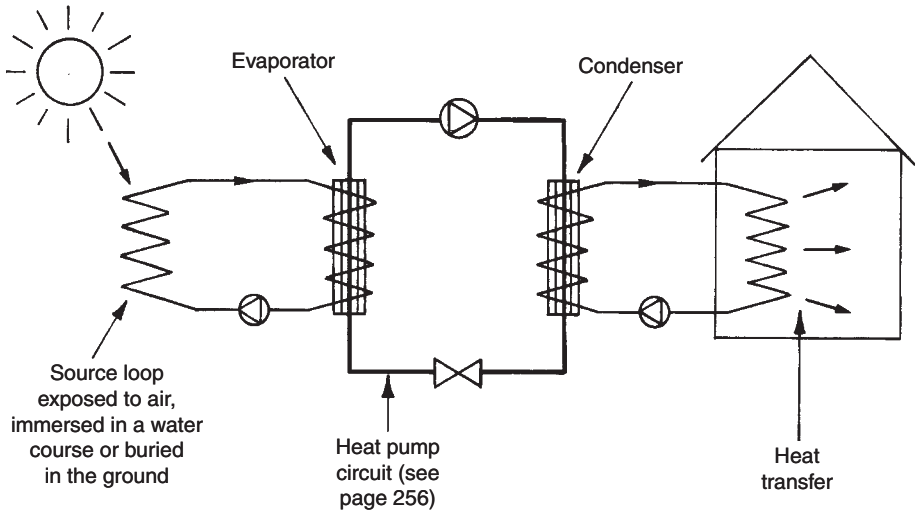 Evaporator
Condenser
Source loop
exposed to air,
immersed in a water
course or buried
in the ground
Heat pump
circuit (see
page 256)
Heat
transfer